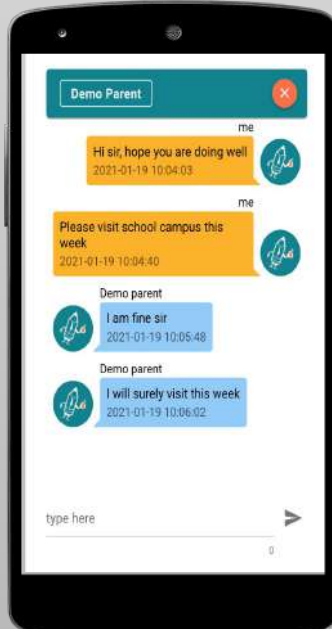 Demo Parent
me
Hi sir, hope you are doing well
2021-01-19 10:04:03
me
Please visit school campus this
week
2021-01-19 10:04:40
Demo parent
I am fine sir
2021-01-19 10:05:48
Demo parent
I will surely visit this week
2021-01-19 10:06:02
type here
0